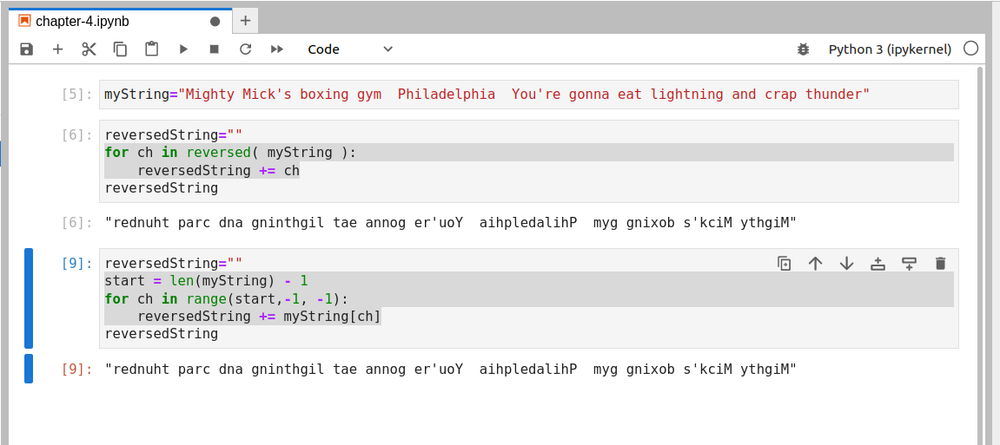 chapter-4.ipynb
Code
Python 3 (ipykernel)
[5]: myString="Mighty Mick's boxing gym  Philadelphia  You're gonna eat lightning and crap thunder"
[6]: reversedString=""
for ch in reversed( myString ):
    reversedString += ch
reversedString
[6]: "rednuht parc dna gninthgil tae annog er'uoY  aihpledalihP  myg gnixob s'kciM ythgiM"
[9]: reversedString=""
start = len(myString) - 1
for ch in range(start,-1, -1):
    reversedString += myString[ch]
reversedString
[9]: "rednuht parc dna gninthgil tae annog er'uoY  aihpledalihP  myg gnixob s'kciM ythgiM"